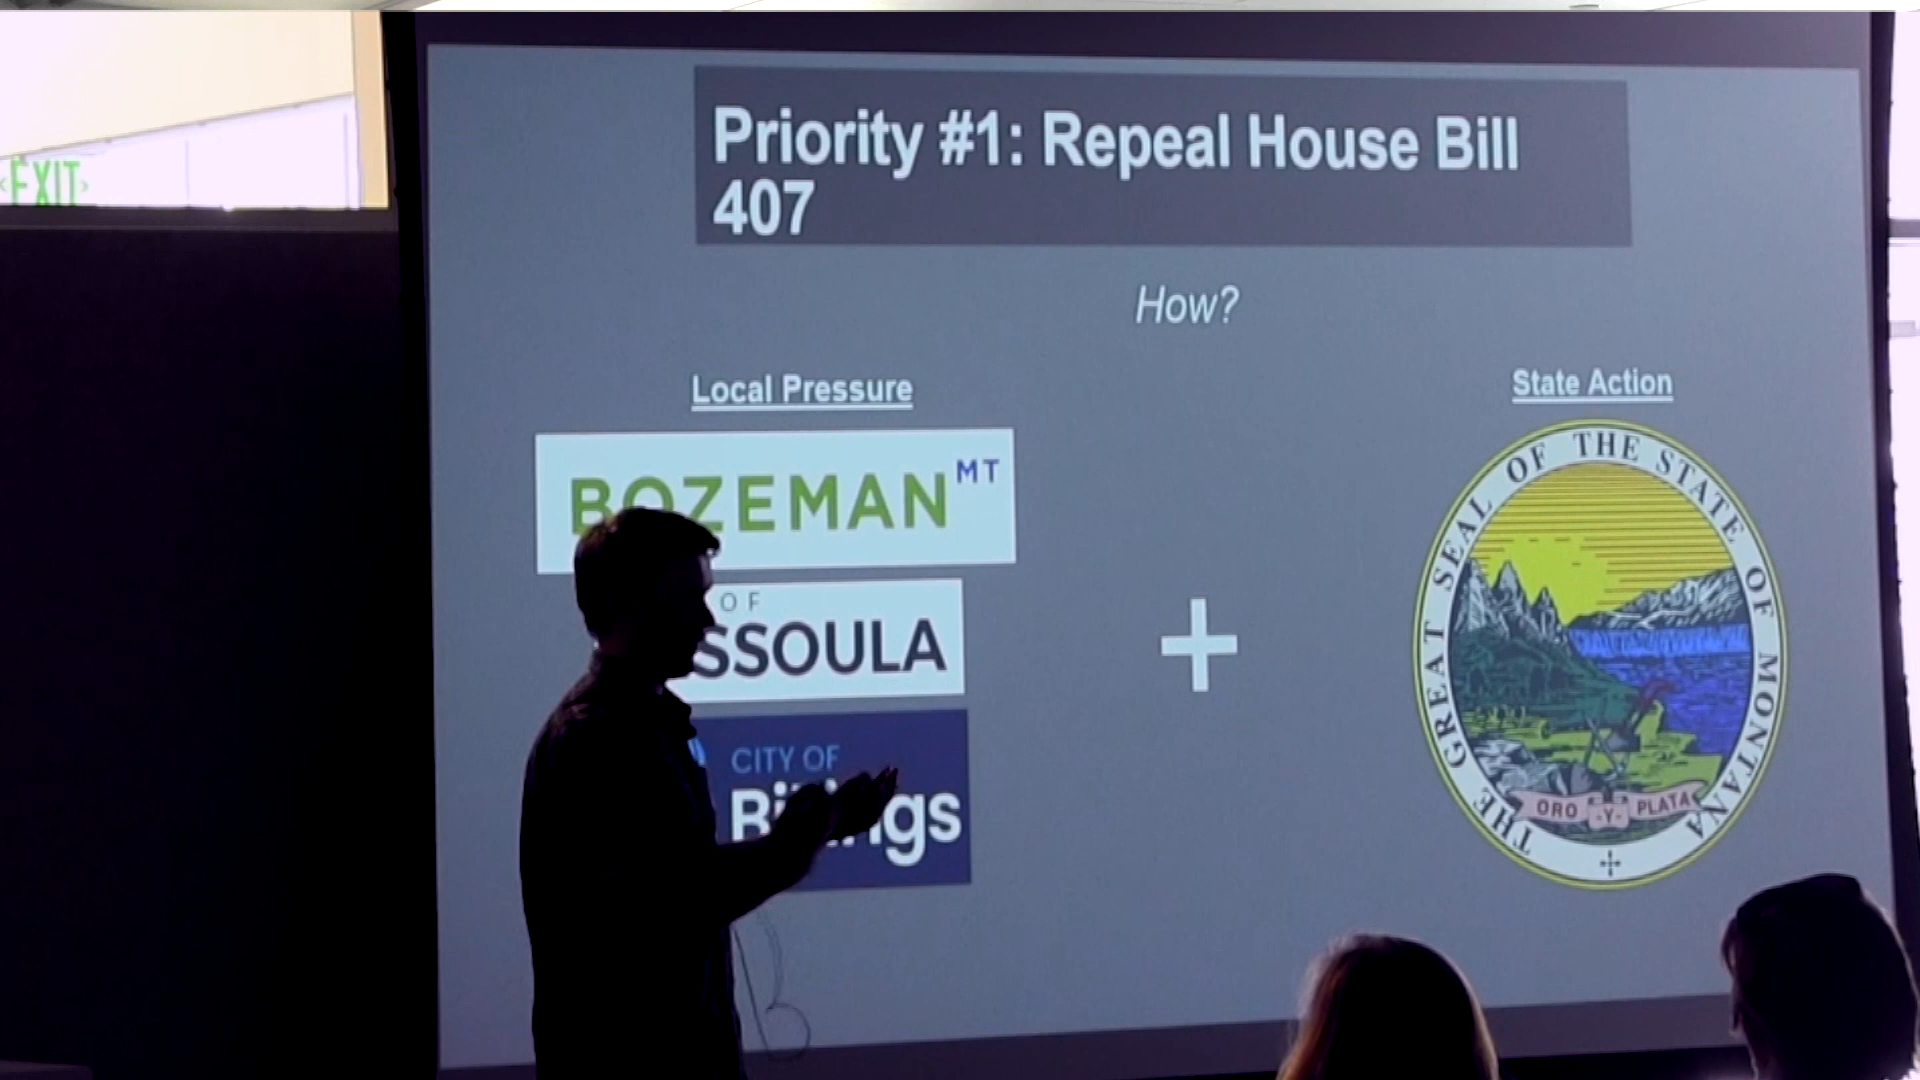 EXIT
Priority #1: Repeal House Bill
407
How?
Local Pressure
State Action
BOZEMAN MT
OF
SSOULA
CITY OF
THE GREAT SEAL OF THE STATE OF MONTANA
ORO Y PLATA